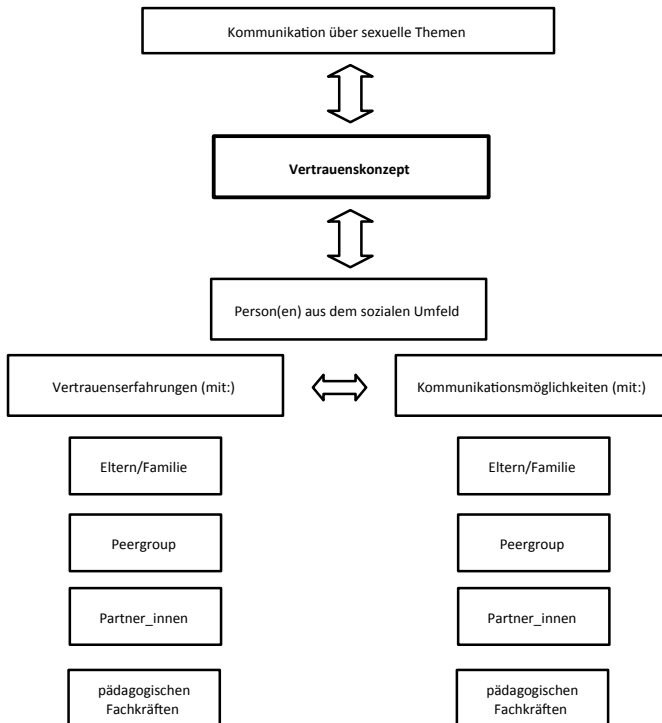 Kommunikation über sexuelle Themen
Vertrauenskonzept
Person(en) aus dem sozialen Umfeld
Vertrauenserfahrungen (mit:)
Kommunikationsmöglichkeiten (mit:)
Eltern/Familie
Eltern/Familie
Peergroup
Peergroup
Partner_innen
Partner_innen
pädagogischen
Fachkräften
pädagogischen
Fachkräften